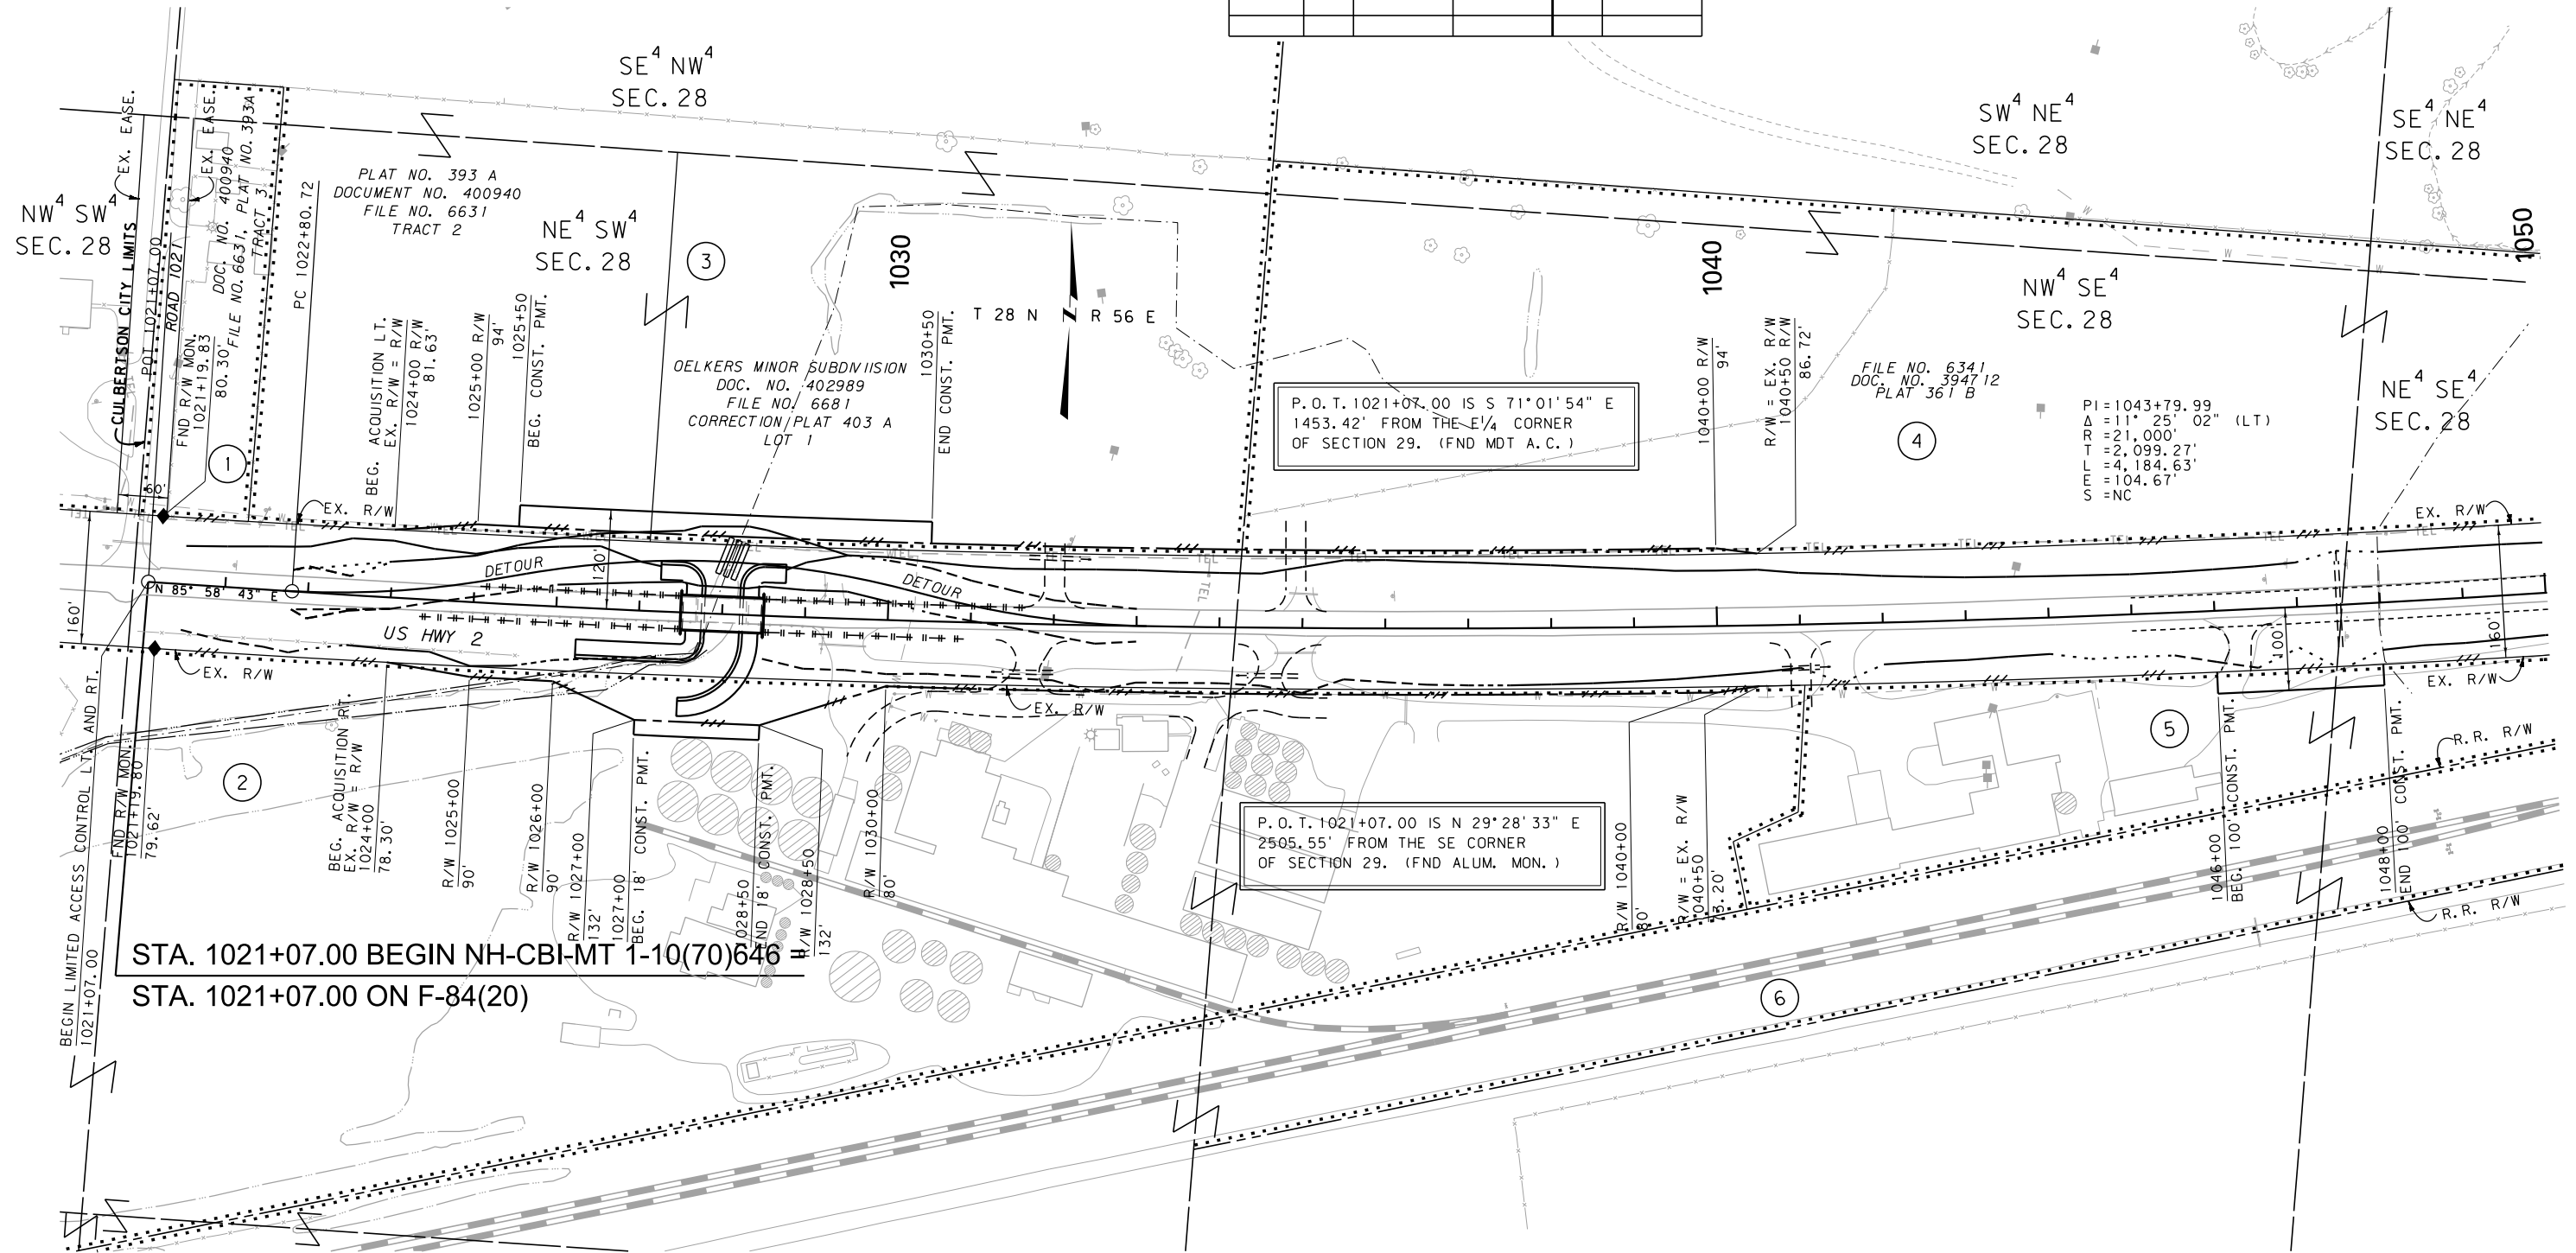 SE⁴ NW⁴
SEC. 28
SW⁴ NE⁴
SEC. 28
SE⁴ NE⁴
SEC. 28
NW⁴ SW⁴
SEC. 28
EX. EASE.
CULBERTSON CITY LIMITS
POT 1021+07.00
ROAD 1021
EX. EASE.
DOC. NO. 400940
FILE NO. 6631, PLAT NO. 393A
TRACT 3
FND R/W MON.
1021+19.83
80.30'
60'
1
PC 1022+80.72
PLAT NO. 393 A
DOCUMENT NO. 400940
FILE NO. 6631
TRACT 2
NE⁴ SW⁴
SEC. 28
3
BEG. ACQUISITION LT.
EX. R/W = R/W
1024+00 R/W
81.63'
1025+00 R/W
94'
1025+50
BEG. CONST. PMT.
OELKERS MINOR SUBDIVIISION
DOC. NO. 402989
FILE NO. 6681
CORRECTION PLAT 403 A
LOT 1
1030
1030+50
END CONST. PMT.
T 28 N N R 56 E
P.O.T. 1021+07.00 IS S 71°01'54" E
1453.42' FROM THE E1/4 CORNER
OF SECTION 29. (FND MDT A.C.)
1040
1040+00 R/W
94'
R/W = EX. R/W
1040+50 R/W
86.72'
FILE NO. 6341
DOC. NO. 394712
PLAT 361 B
4
NW⁴ SE⁴
SEC. 28
PI=1043+79.99
Δ =11° 25' 02" (LT)
R =21,000'
T =2,099.27'
L =4,184.63'
E =104.67'
S =NC
NE⁴ SE⁴
SEC. 28
1050
EX. R/W
EX. R/W
TEL
TEL
TEL
TEL
TEL
TEL
TEL
TEL
W
W
W
160'
N 85° 58' 43" E
DETOUR
120'
DETOUR
US HWY 2
EX. R/W
EX. R/W
100'
160'
EX. R/W
BEGIN LIMITED ACCESS CONTROL LT. AND RT.
1021+07.00
FND R/W MON.
1021+19.80
79.62'
2
BEG. ACQUISITION RT.
EX. R/W = R/W
1024+00
78.30'
R/W 1025+00
90'
R/W 1026+00
90'
R/W 1027+00
132'
1027+00
BEG. 18' CONST. PMT.
1028+50
END 18' CONST. PMT.
R/W 1028+50
132'
R/W 1030+00
80'
P.O.T. 1021+07.00 IS N 29°28'33" E
2505.55' FROM THE SE CORNER
OF SECTION 29. (FND ALUM. MON.)
R/W 1040+00
80'
R/W = EX. R/W
1040+50
5
1046+00
BEG. 100' CONST. PMT.
1048+00
END 100' CONST. PMT.
R.R. R/W
R.R. R/W
6
STA. 1021+07.00 BEGIN NH-CBI-MT 1-10(70)646 =
STA. 1021+07.00 ON F-84(20)